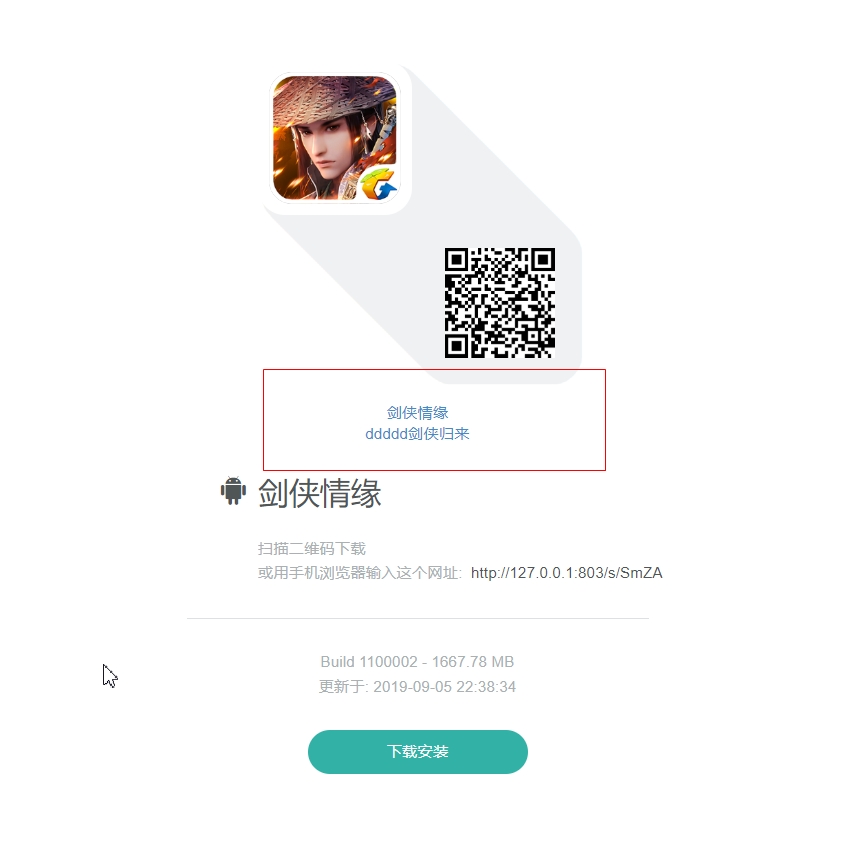 剑侠情缘
ddddd剑侠归来
剑侠情缘
扫描二维码下载
或用手机浏览器输入这个网址: http://127.0.0.1:803/s/SmZA
Build 1100002 - 1667.78 MB
更新于: 2019-09-05 22:38:34
下载安装